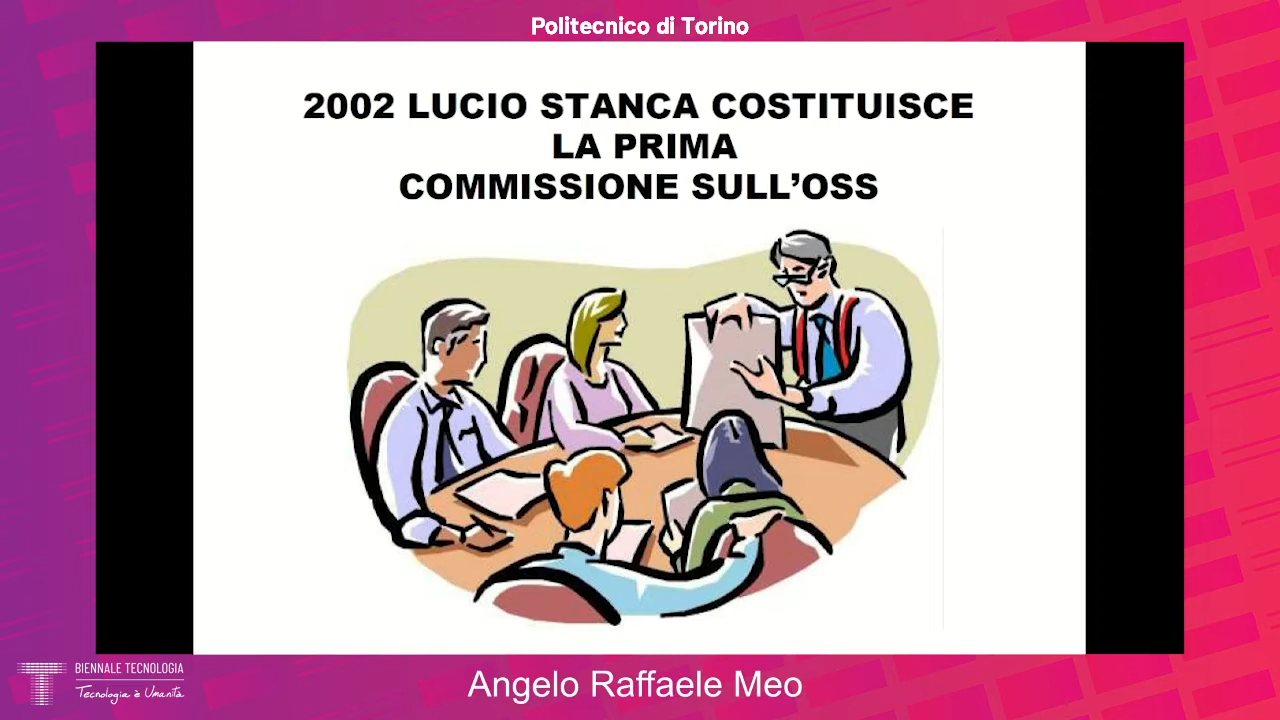 Politecnico di Torino
2002 LUCIO STANCA COSTITUISCE
LA PRIMA
COMMISSIONE SULL’OSS
BIENNALE TECNOLOGIA
Tecnologia è Umanità
Angelo Raffaele Meo